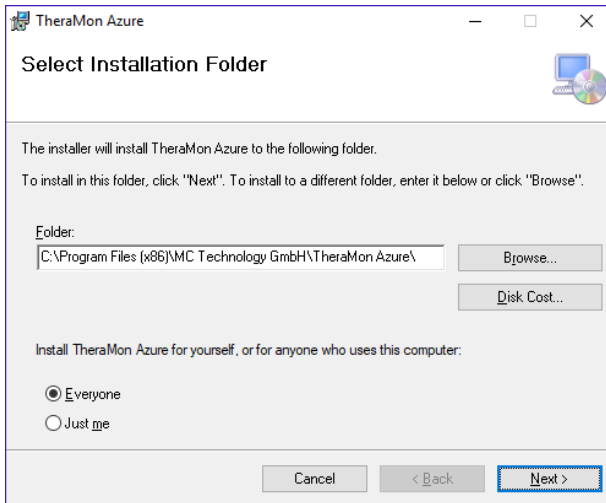 TheraMon Azure
Select Installation Folder
The installer will install TheraMon Azure to the following folder.
To install in this folder, click "Next". To install to a different folder, enter it below or click "Browse".
Folder:
C:\Program Files (x86)\MC Technology GmbH\TheraMon Azure\
Browse...
Disk Cost...
Install TheraMon Azure for yourself, or for anyone who uses this computer:
Everyone
Just me
Cancel
< Back
Next >